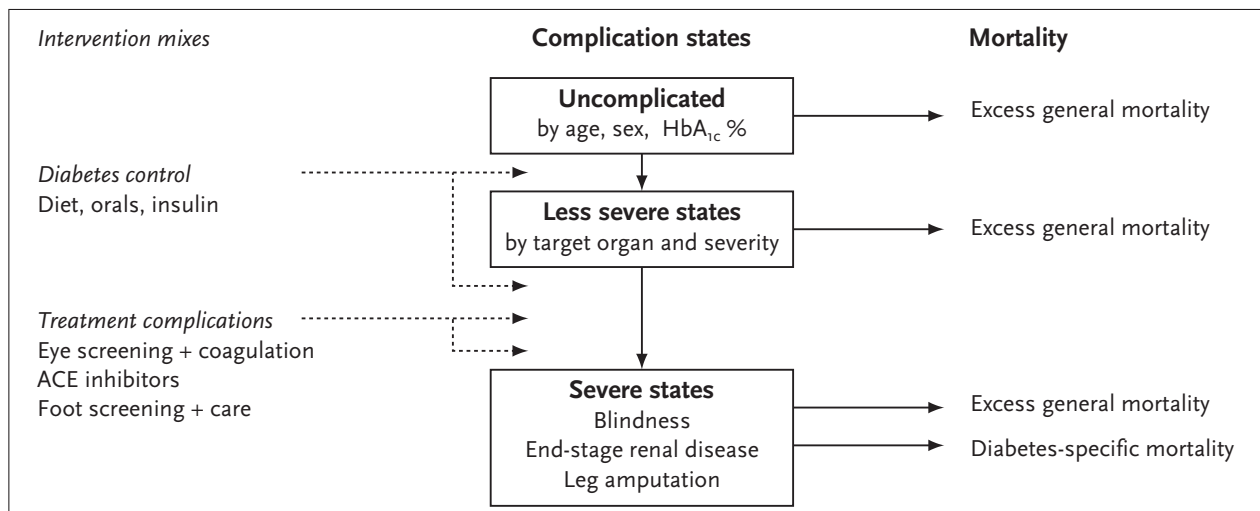 Intervention mixes
Complication states
Mortality
Uncomplicated
by age, sex, HbA1c %
Excess general mortality
Diabetes control
Diet, orals, insulin
Less severe states
by target organ and severity
Excess general mortality
Treatment complications
Eye screening + coagulation
ACE inhibitors
Foot screening + care
Severe states
Blindness
End-stage renal disease
Leg amputation
Excess general mortality
Diabetes-specific mortality